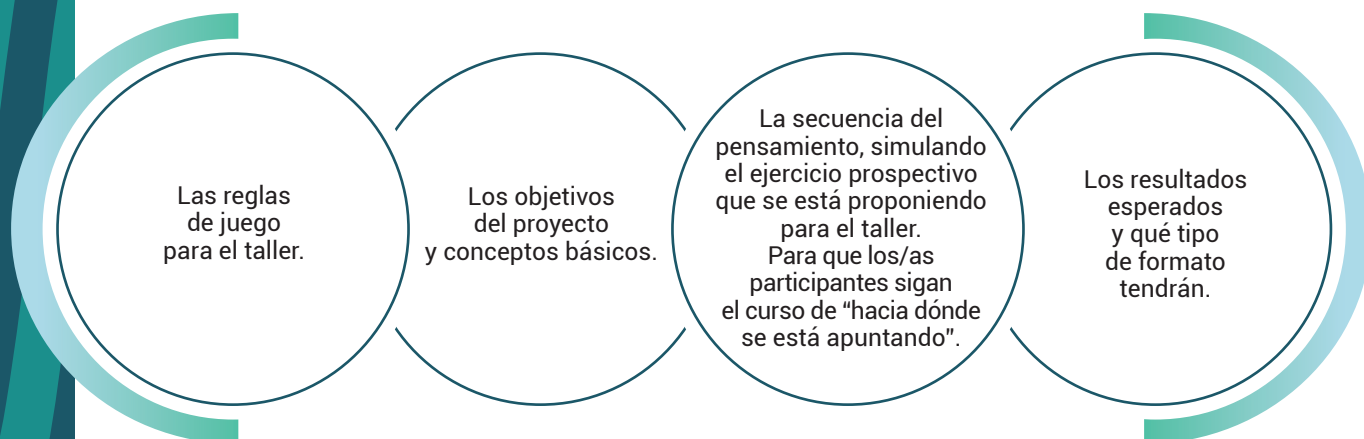 Las reglas
de juego
para el taller.
Los objetivos
del proyecto
y conceptos básicos.
La secuencia del
pensamiento, simulando
el ejercicio prospectivo
que se está proponiendo
para el taller.
Para que los/as
participantes sigan
el curso de “hacia dónde
se está apuntando”.
Los resultados
esperados
y qué tipo
de formato
tendrán.